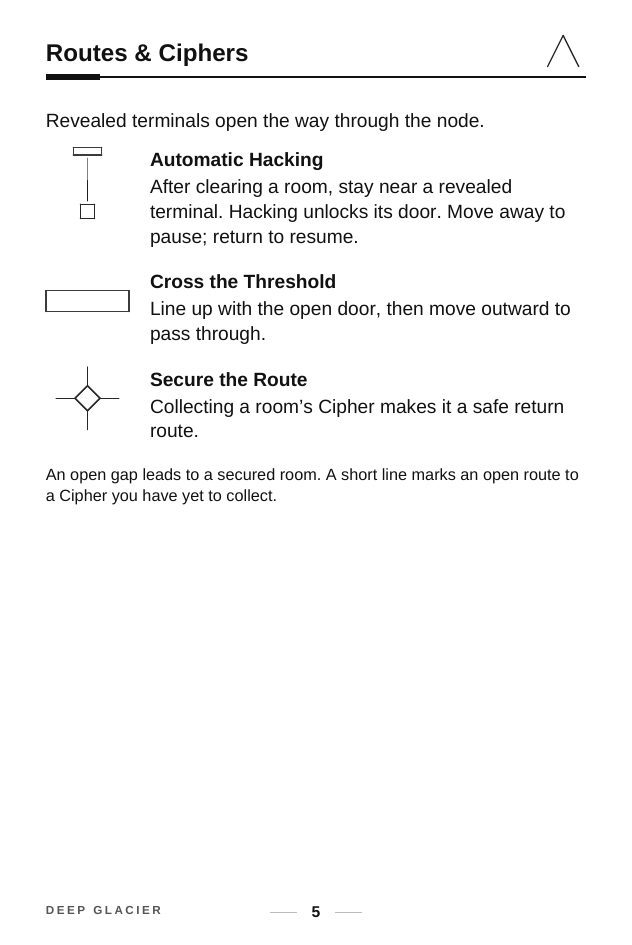 Routes & Ciphers
Revealed terminals open the way through the node.
Automatic Hacking
After clearing a room, stay near a revealed
terminal. Hacking unlocks its door. Move away to
pause; return to resume.
Cross the Threshold
Line up with the open door, then move outward to
pass through.
Secure the Route
Collecting a room’s Cipher makes it a safe return
route.
An open gap leads to a secured room. A short line marks an open route to
a Cipher you have yet to collect.
DEEP GLACIER
5